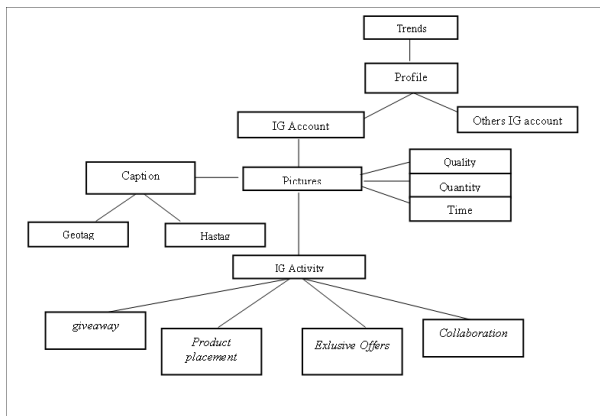 Trends
Profile
IG Account
Others IG account
Caption
Pictures
Quality
Quantity
Time
Geotag
Hastag
IG Activity
giveaway
Product
placement
Exlusive Offers
Collaboration